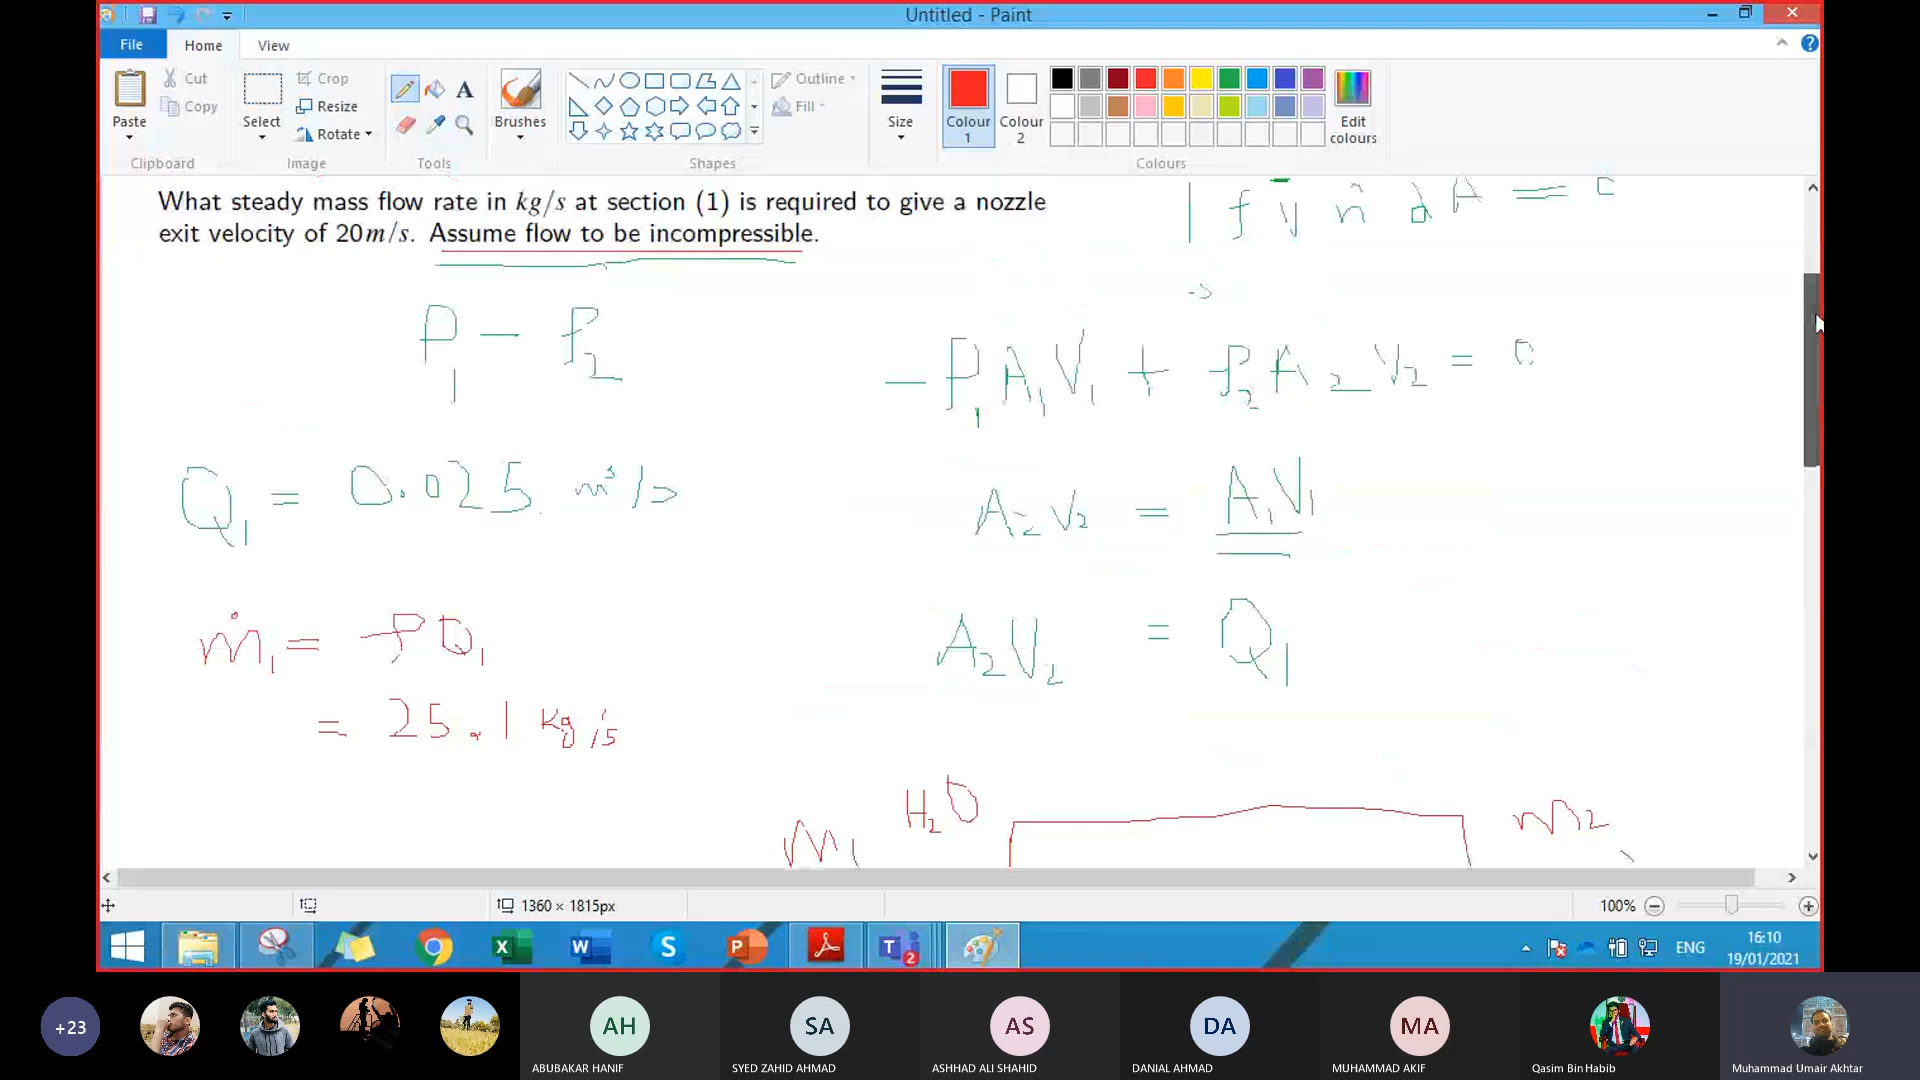 Untitled - Paint
File Home View
Paste
Cut
Copy
Clipboard
Select
Crop
Resize
Rotate
Image
Tools
Brushes
Shapes
Outline
Fill
Size
Colour 1
Colour 2
Edit colours
Colours
What steady mass flow rate in kg/s at section (1) is required to give a nozzle
exit velocity of 20m/s. Assume flow to be incompressible.
ρ₁ - ρ₂
Q₁ = 0.025 m³/s
ṁ₁ = ρQ₁
= 25.1 kg/s
-ρ₁A₁V₁ + ρ₂A₂V₂ = 0
A₂V₂ = A₁V₁
A₂V₂ = Q₁
H₂O
m₁
m₂
1360 × 1815px
100%
ENG
16:10
19/01/2021
2
+23
AH
SA
AS
DA
MA
ABUBAKAR HANIF
SYED ZAHID AHMAD
ASHHAD ALI SHAHID
DANIAL AHMAD
MUHAMMAD AKIF
Qasim Bin Habib
Muhammad Umair Akhtar